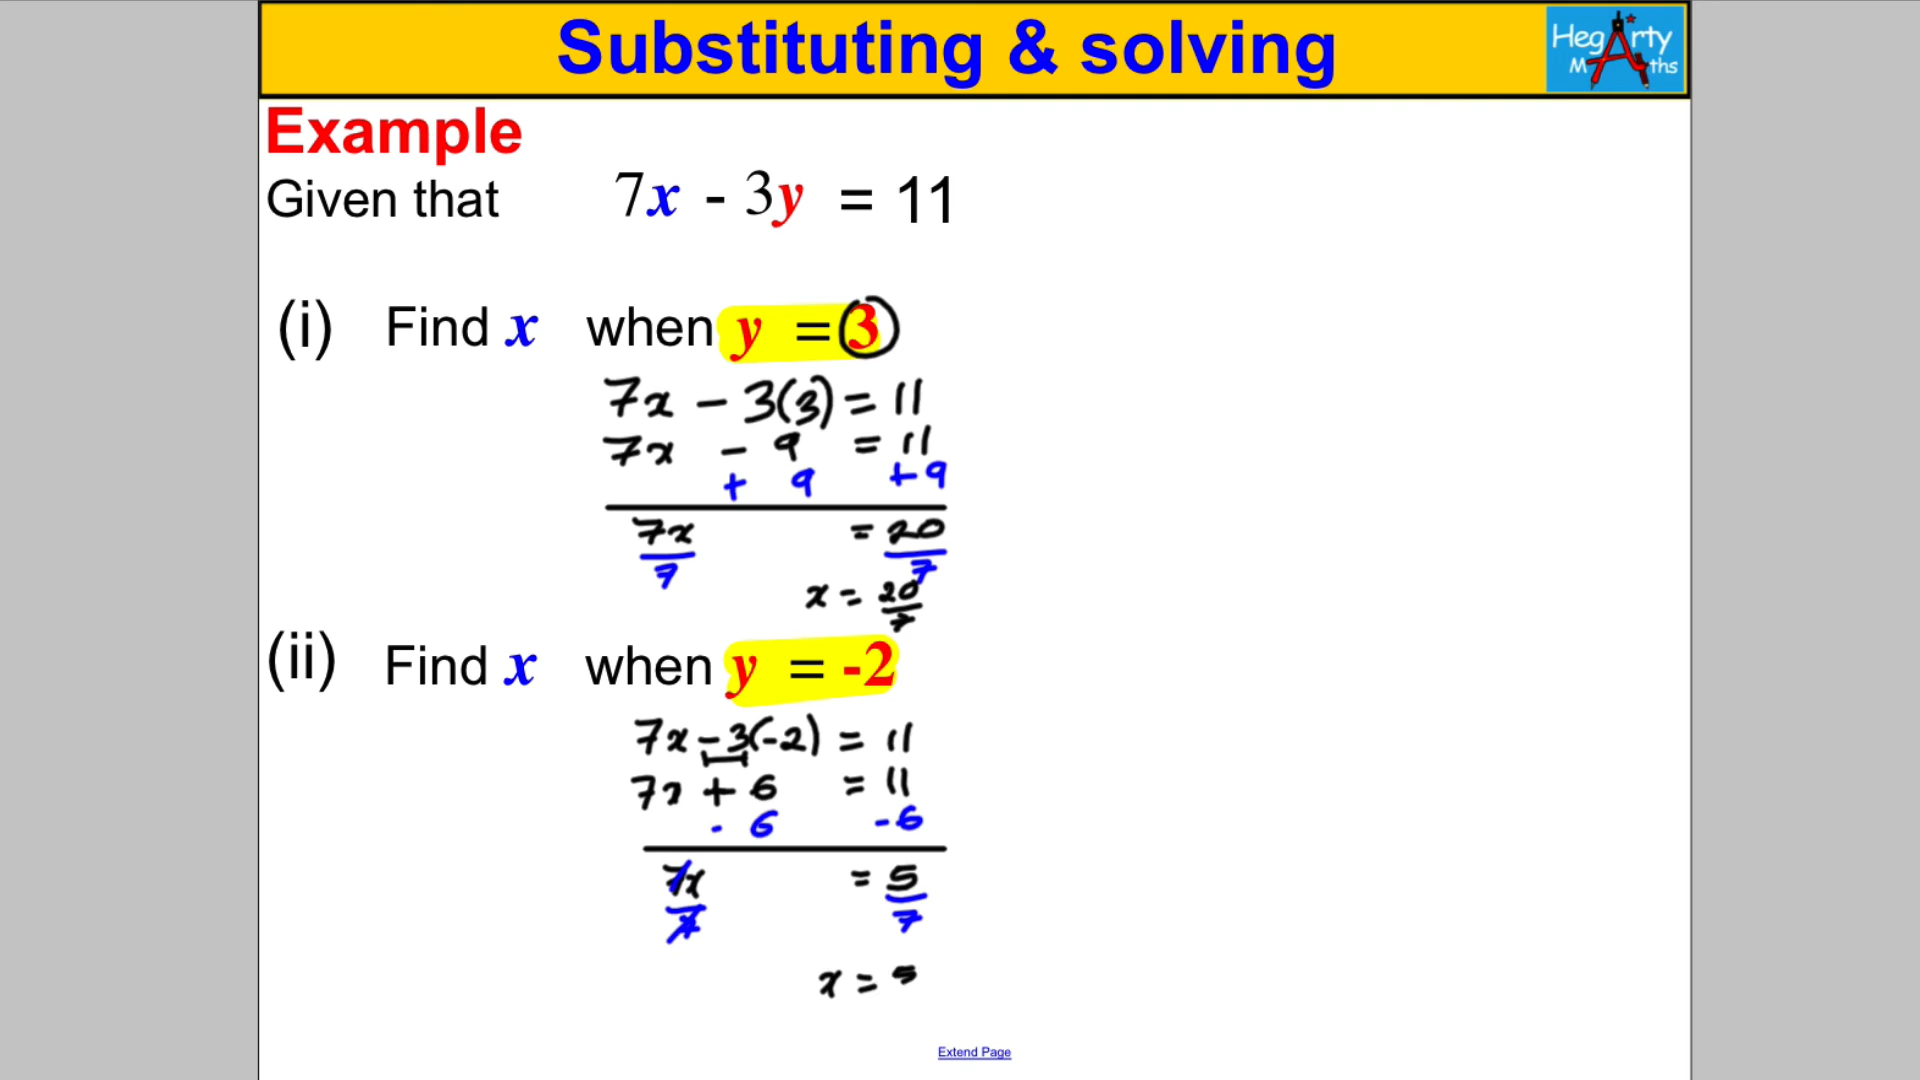 Substituting & solving
HegArty
Maths
Example
Given that 7x - 3y = 11
(i) Find x when y = 3
7x - 3(3) = 11
7x - 9 = 11
+ 9 +9
7x = 20
7 7
x = 20
7
(ii) Find x when y = -2
7x - 3(-2) = 11
7x + 6 = 11
- 6 -6
7x = 5
7 7
x = 5
Extend Page